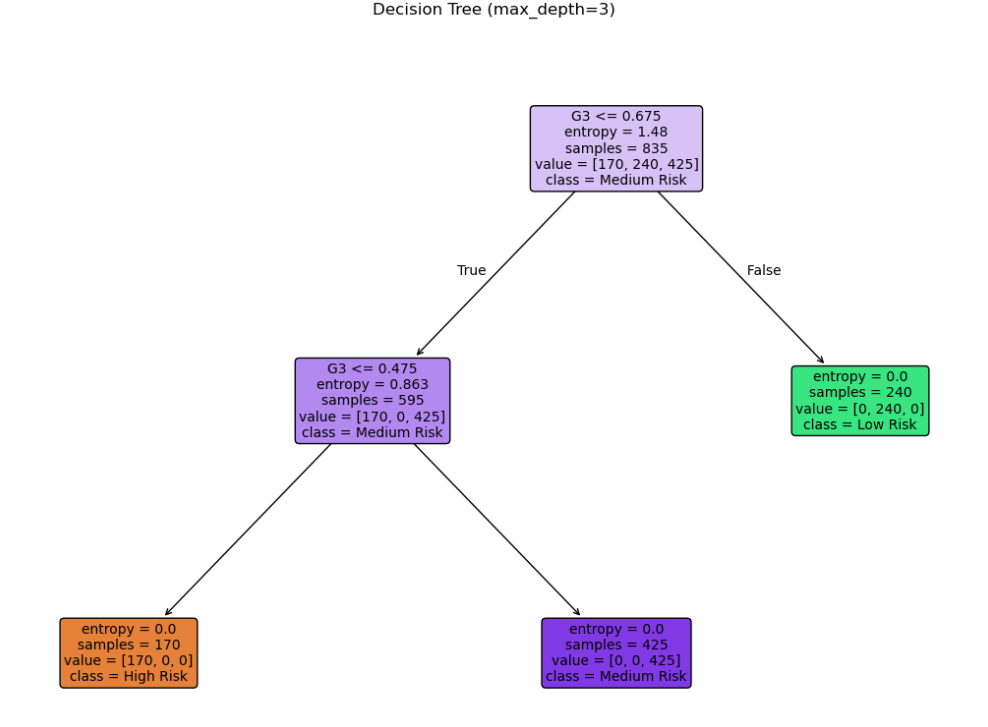 Decision Tree (max_depth=3)
G3 <= 0.675
entropy = 1.48
samples = 835
value = [170, 240, 425]
class = Medium Risk
True
False
G3 <= 0.475
entropy = 0.863
samples = 595
value = [170, 0, 425]
class = Medium Risk
entropy = 0.0
samples = 240
value = [0, 240, 0]
class = Low Risk
entropy = 0.0
samples = 170
value = [170, 0, 0]
class = High Risk
entropy = 0.0
samples = 425
value = [0, 0, 425]
class = Medium Risk